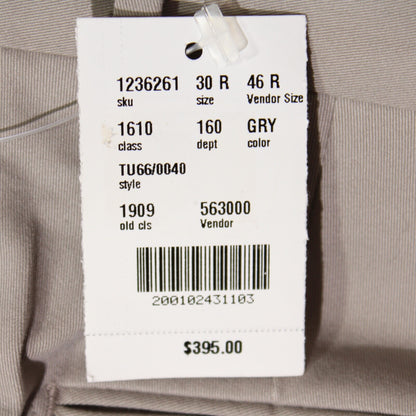 1236261 30 R 46 R
sku size Vendor Size
1610 160 GRY
class dept color
TU66/0040
style
1909 563000
old cls Vendor
200102431103
$395.00